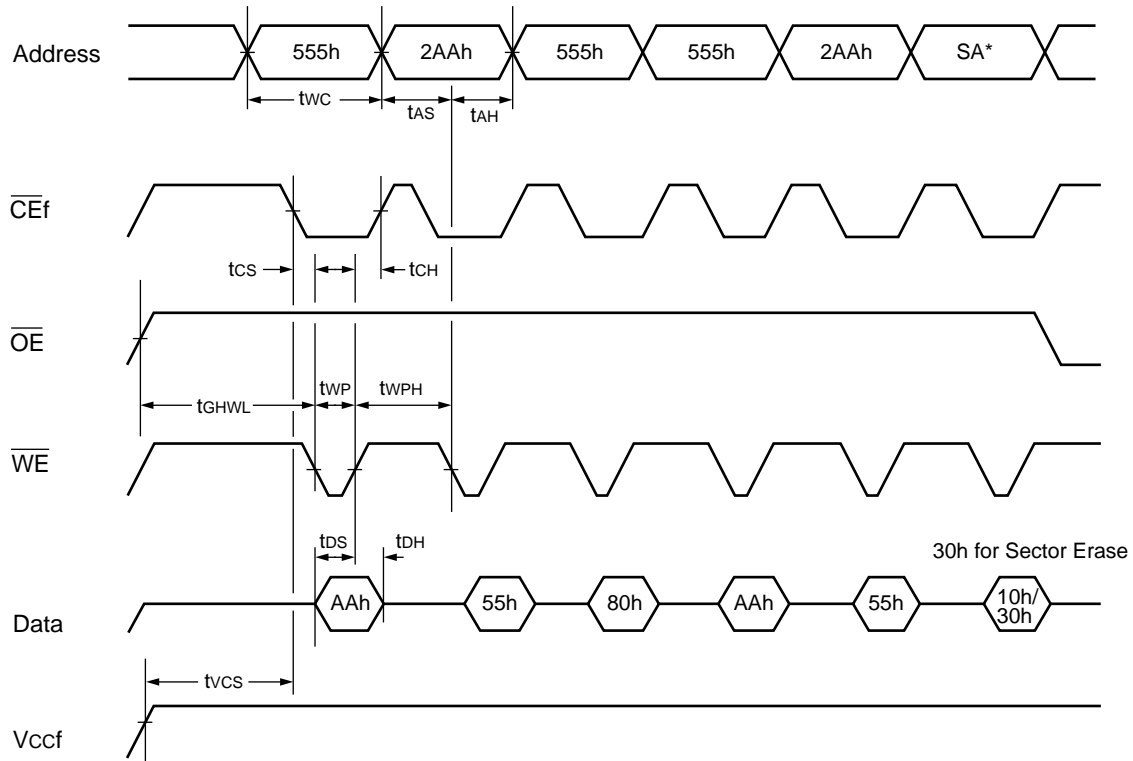 Address 555h 2AAh 555h 555h 2AAh SA*
tWC tAS tAH
CEf
tCS tCH
OE
tGHWL tWP tWPH
WE
tDS tDH
30h for Sector Erase
Data AAh 55h 80h AAh 55h 10h/
30h
tVCS
VCCf